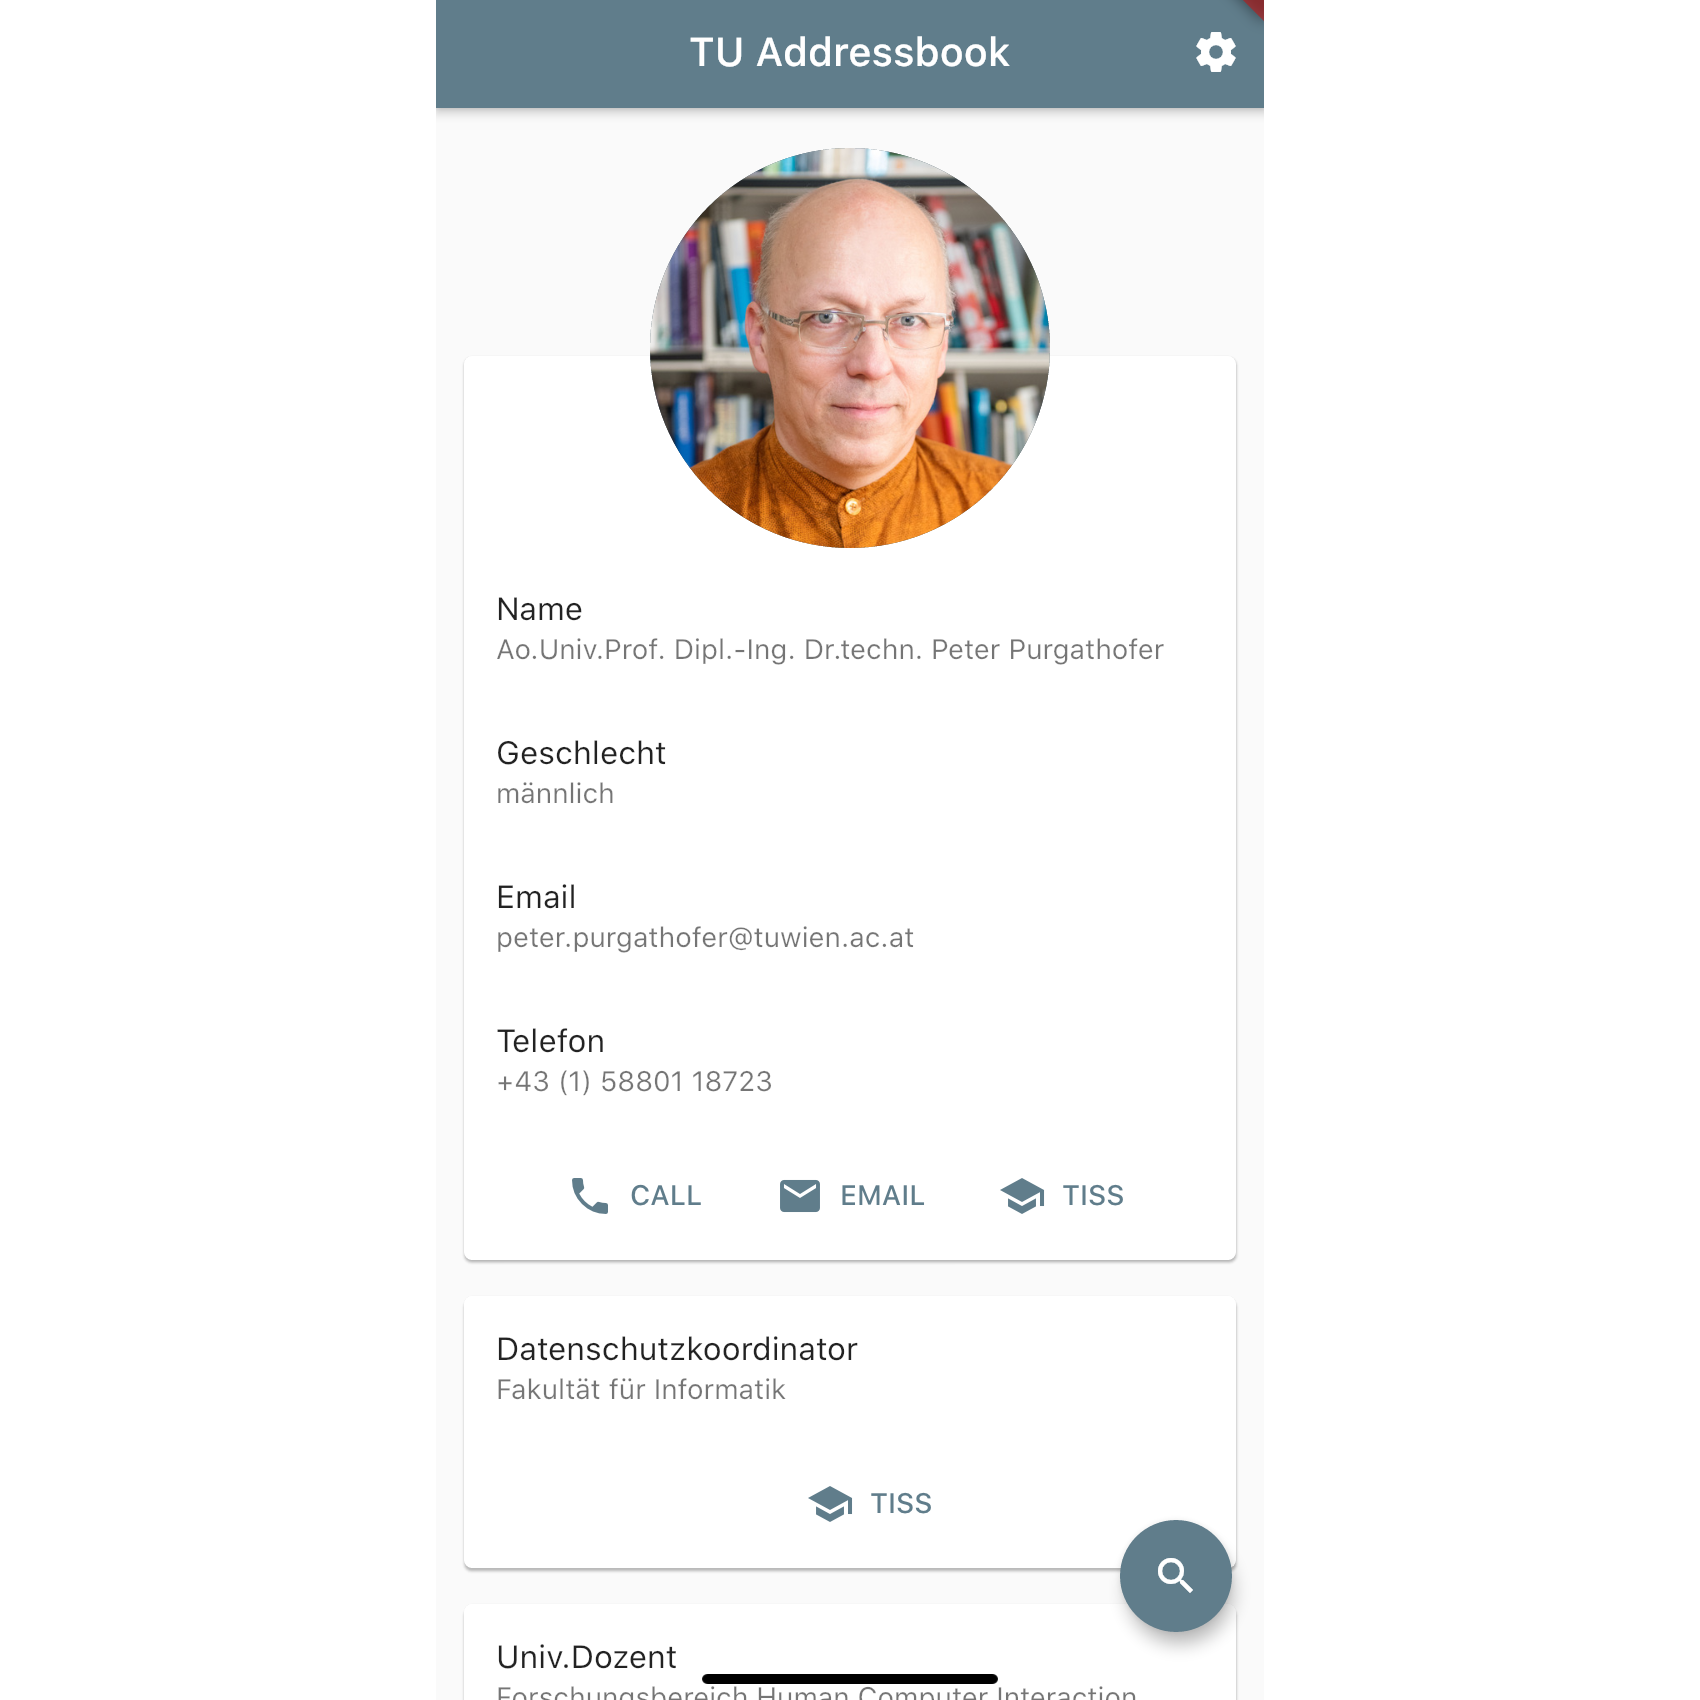 TU Addressbook
Name
Ao.Univ.Prof. Dipl.-Ing. Dr.techn. Peter Purgathofer
Geschlecht
männlich
Email
peter.purgathofer@tuwien.ac.at
Telefon
+43 (1) 58801 18723
CALL EMAIL TISS
Datenschutzkoordinator
Fakultät für Informatik
TISS
Univ.Dozent
Forschungsbereich Human Computer Interaction